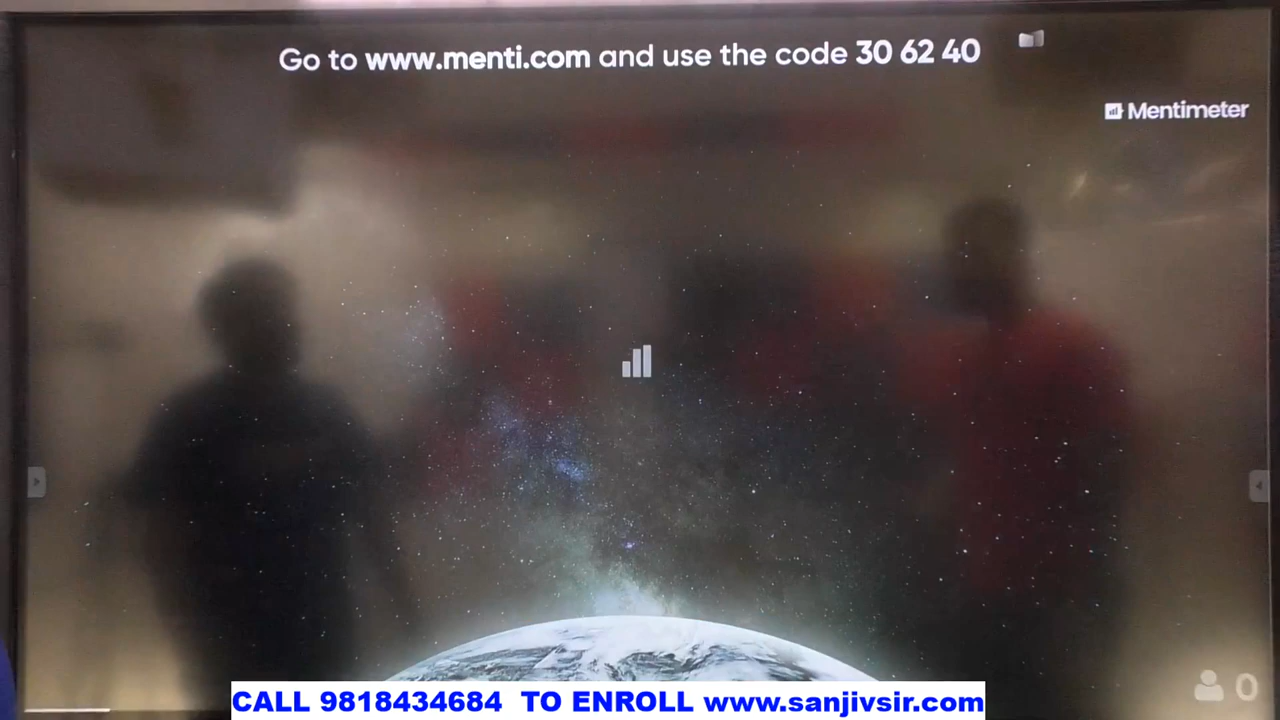 Go to www.menti.com and use the code 30 62 40
Mentimeter
0
CALL 9818434684 TO ENROLL www.sanjivsir.com